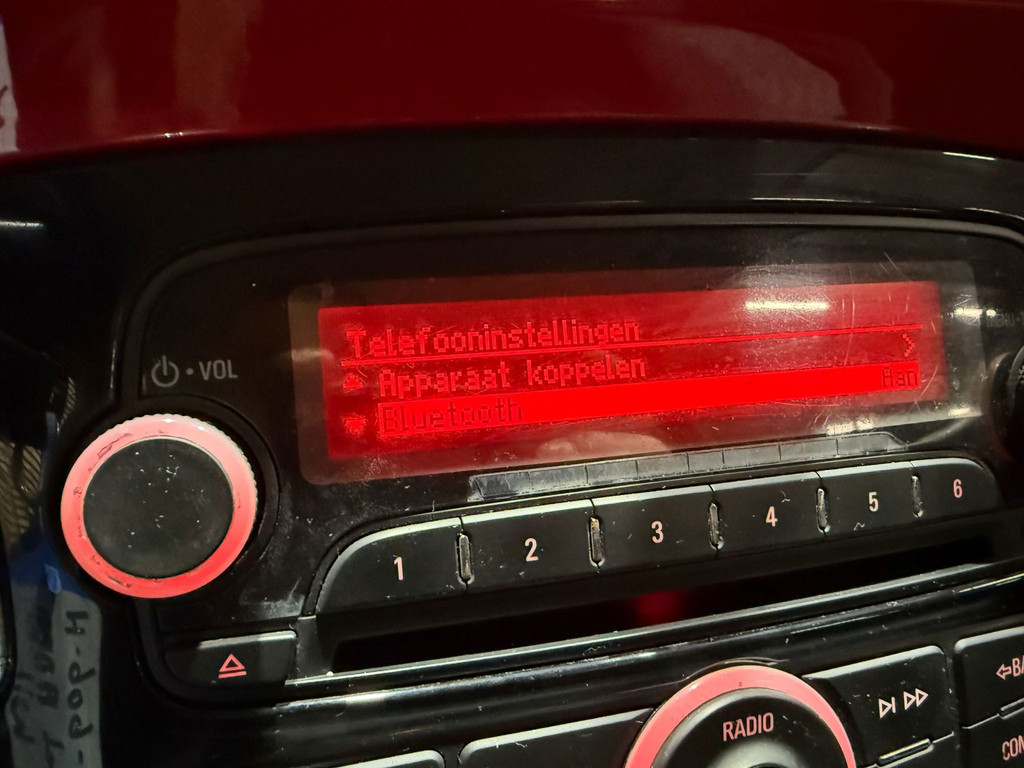 Telefooninstellingen
Apparaat koppelen
Bluetooth Aan
· VOL
1 2 3 4 5 6
RADIO